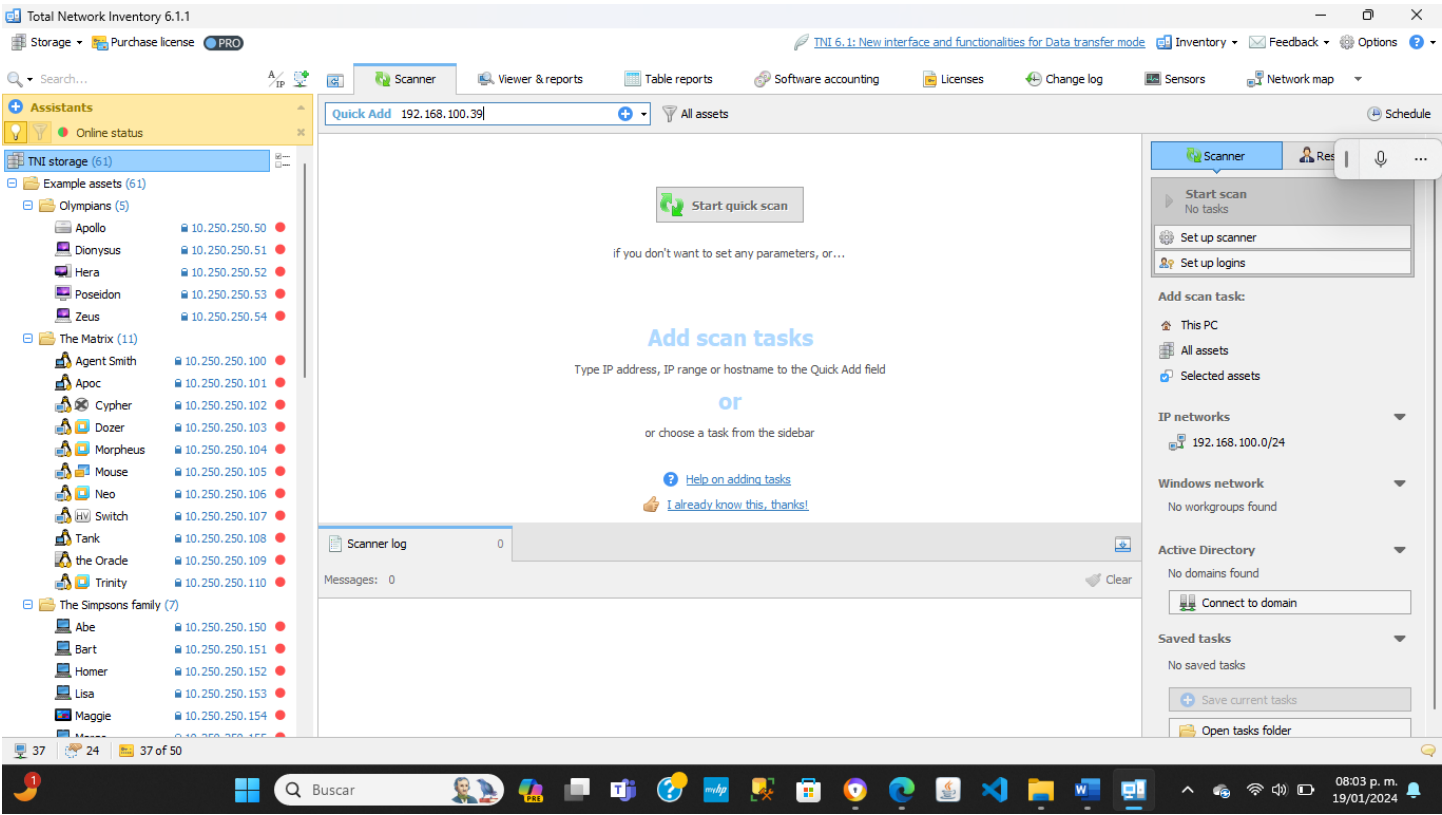 Total Network Inventory 6.1.1
Storage
Purchase license
PRO
TNI 6.1: New interface and functionalities for Data transfer mode
Inventory
Feedback
Options
Search...
A/IP
Scanner
Viewer & reports
Table reports
Software accounting
Licenses
Change log
Sensors
Network map
Assistants
Online status
Quick Add 192.168.100.39
All assets
Schedule
TNI storage (61)
Example assets (61)
Olympians (5)
Apollo 10.250.250.50
Dionysus 10.250.250.51
Hera 10.250.250.52
Poseidon 10.250.250.53
Zeus 10.250.250.54
The Matrix (11)
Agent Smith 10.250.250.100
Apoc 10.250.250.101
Cypher 10.250.250.102
Dozer 10.250.250.103
Morpheus 10.250.250.104
Mouse 10.250.250.105
Neo 10.250.250.106
HV Switch 10.250.250.107
Tank 10.250.250.108
the Oracle 10.250.250.109
Trinity 10.250.250.110
The Simpsons family (7)
Abe 10.250.250.150
Bart 10.250.250.151
Homer 10.250.250.152
Lisa 10.250.250.153
Maggie 10.250.250.154
Marge 10.250.250.155
Start quick scan
if you don't want to set any parameters, or...
Add scan tasks
Type IP address, IP range or hostname to the Quick Add field
or
or choose a task from the sidebar
Help on adding tasks
I already know this, thanks!
Scanner log 0
Messages: 0
Clear
Scanner
Res
Start scan
No tasks
Set up scanner
Set up logins
Add scan task:
This PC
All assets
Selected assets
IP networks
192.168.100.0/24
Windows network
No workgroups found
Active Directory
No domains found
Connect to domain
Saved tasks
No saved tasks
Save current tasks
Open tasks folder
37
24
37 of 50
1
Buscar
PRE
myhp
08:03 p. m.
19/01/2024